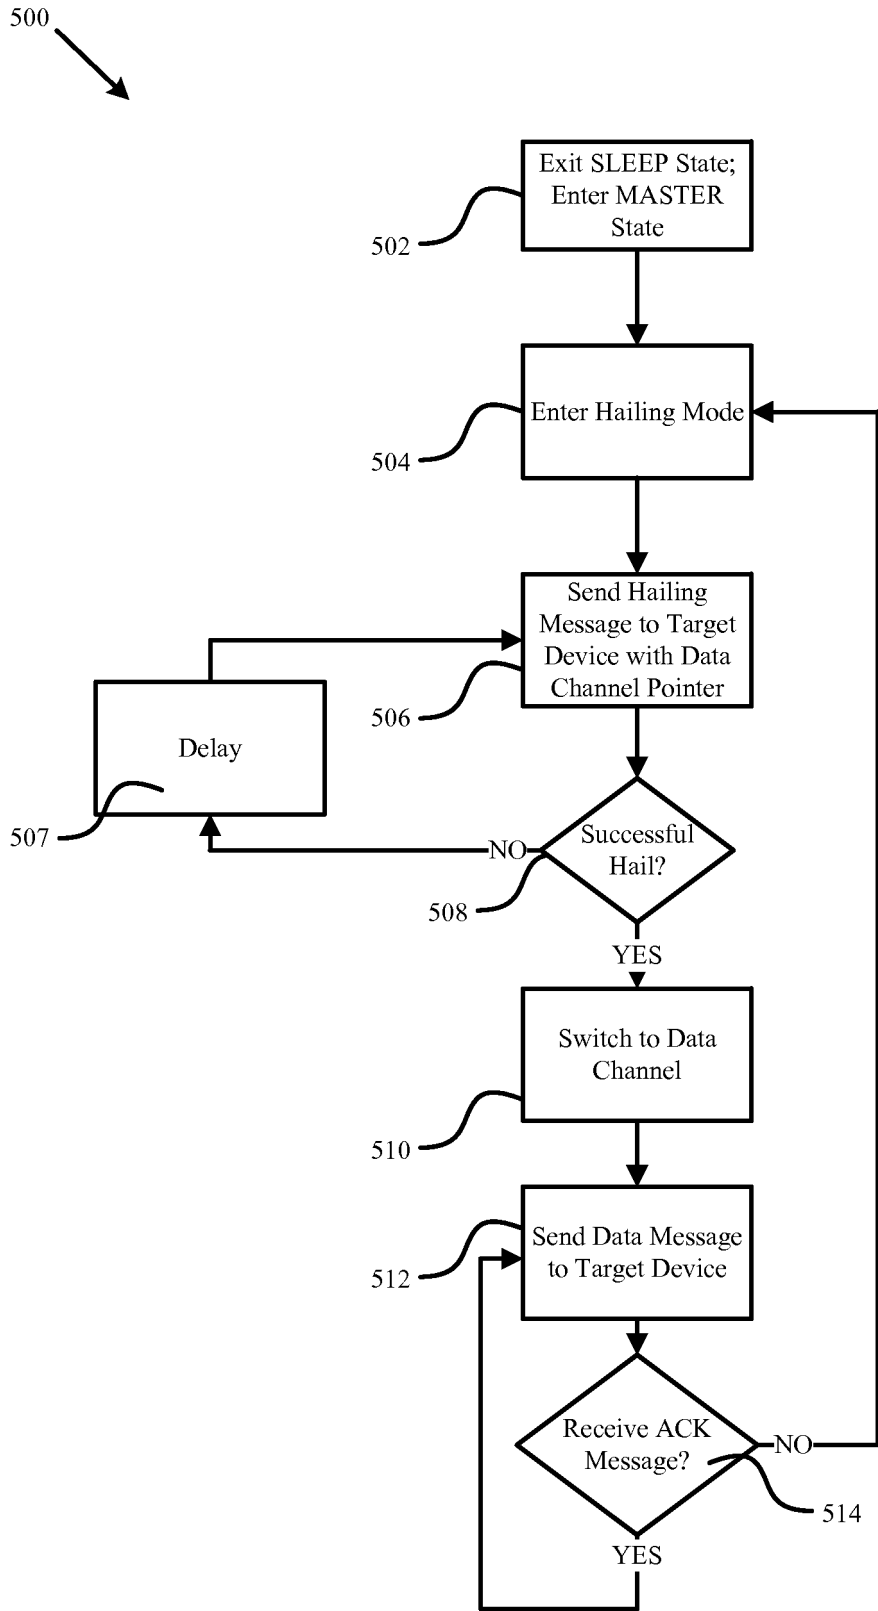 500
Exit SLEEP State;
Enter MASTER
State
502
Enter Hailing Mode
504
Send Hailing
Message to Target
Device with Data
Channel Pointer
506
Delay
507
Successful
Hail?
NO
508
YES
Switch to Data
Channel
510
Send Data Message
to Target Device
512
Receive ACK
Message?
NO
514
YES